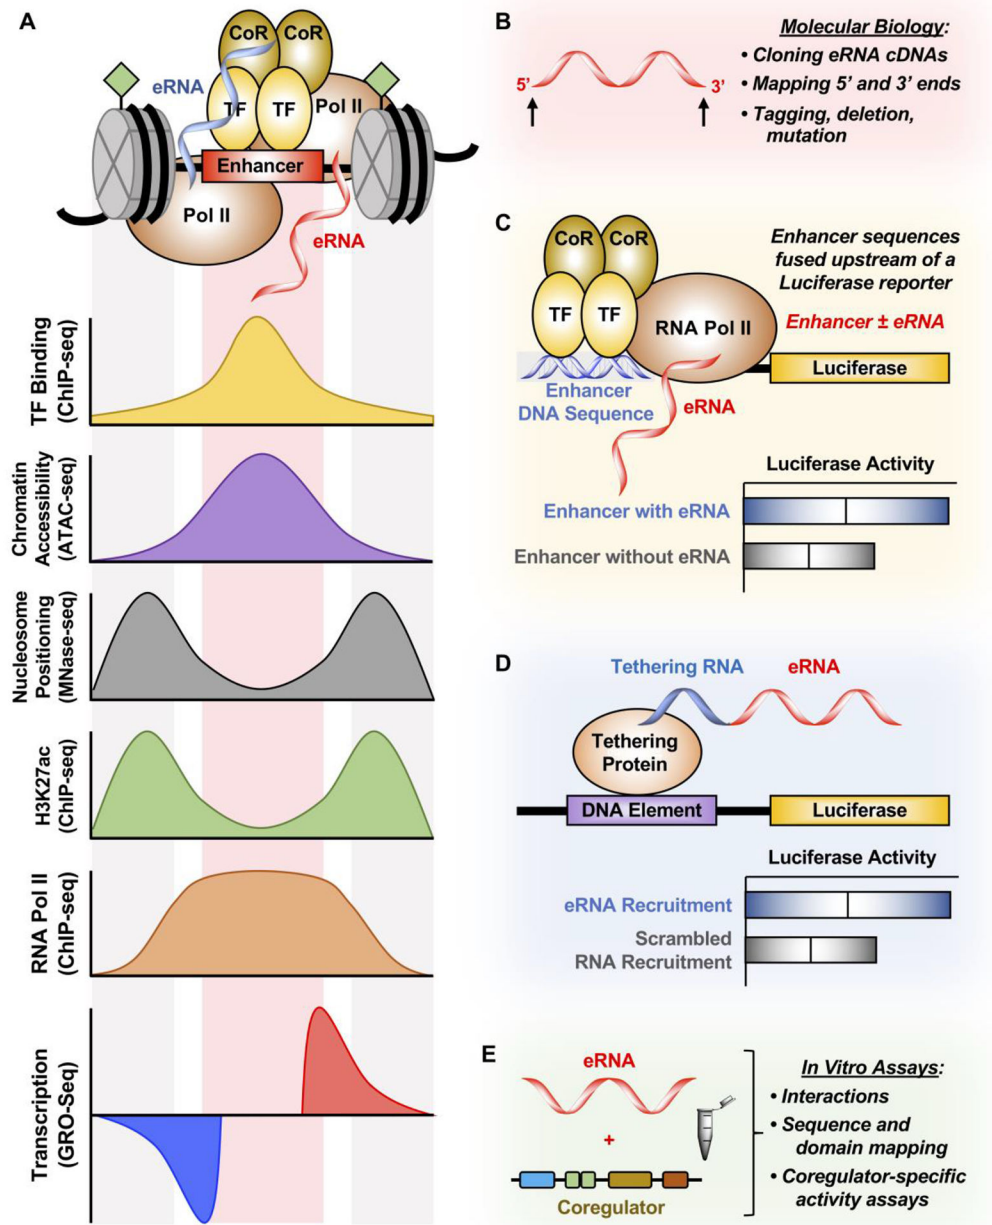 A
CoR
CoR
eRNA
TF
TF
Pol II
Enhancer
Pol II
eRNA
TF Binding
(ChIP-seq)
Chromatin
Accessibility
(ATAC-seq)
Nucleosome
Positioning
(MNase-seq)
H3K27ac
(ChIP-seq)
RNA Pol II
(ChIP-seq)
Transcription
(GRO-Seq)
B
5’
3’
Molecular Biology:
• Cloning eRNA cDNAs
• Mapping 5’ and 3’ ends
• Tagging, deletion,
mutation
C
CoR
CoR
TF
TF
RNA Pol II
Enhancer sequences
fused upstream of a
Luciferase reporter
Enhancer ± eRNA
Luciferase
Enhancer
DNA Sequence
eRNA
Luciferase Activity
Enhancer with eRNA
Enhancer without eRNA
D
Tethering RNA
eRNA
Tethering
Protein
DNA Element
Luciferase
Luciferase Activity
eRNA Recruitment
Scrambled
RNA Recruitment
E
eRNA
+
Coregulator
In Vitro Assays:
• Interactions
• Sequence and
domain mapping
• Coregulator-specific
activity assays